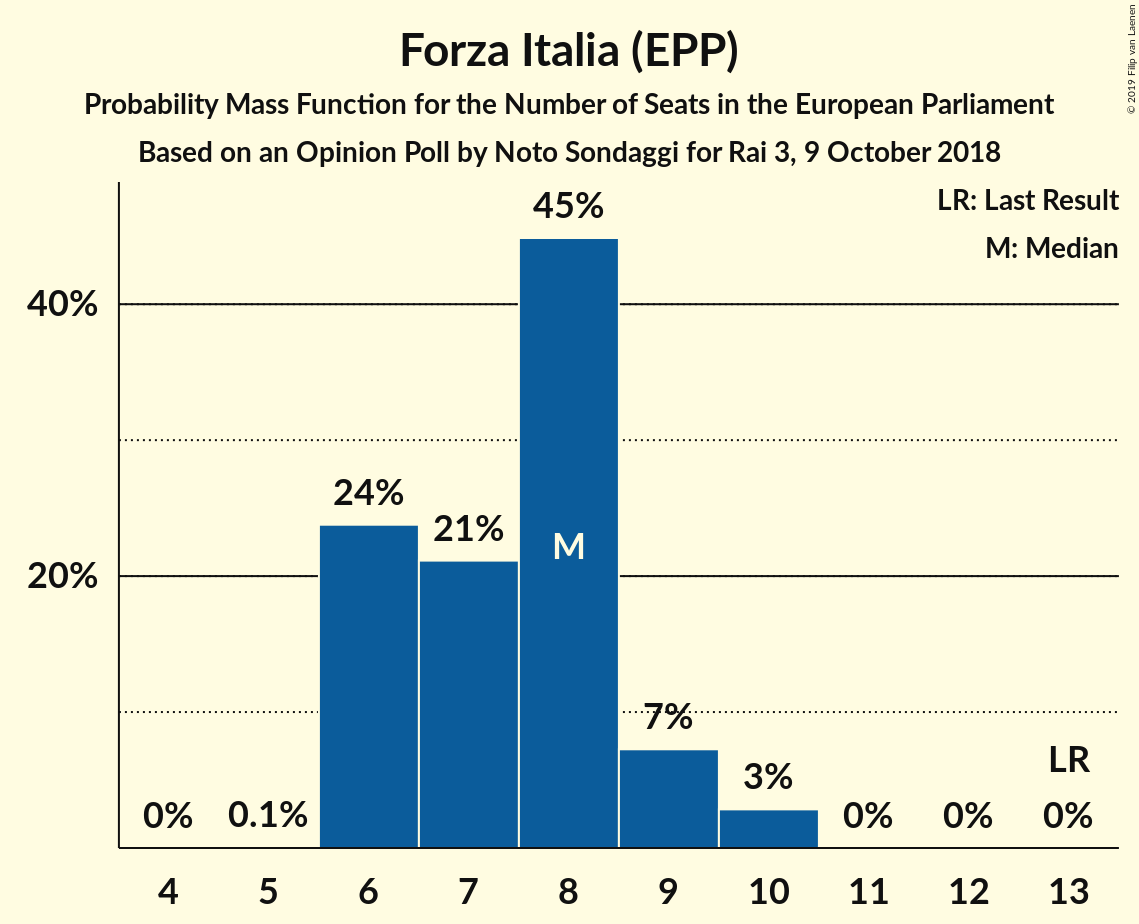 Forza Italia (EPP)
Probability Mass Function for the Number of Seats in the European Parliament
Based on an Opinion Poll by Noto Sondaggi for Rai 3, 9 October 2018
© 2019 Filip van Laenen
LR: Last Result
M: Median
45%
40%
24%
21%
M
20%
7%
3%
LR
0% 0.1% 0% 0% 0%
4 5 6 7 8 9 10 11 12 13